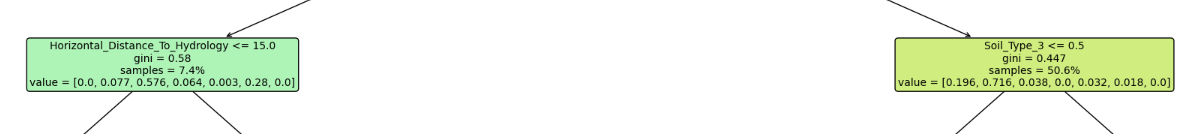 Horizontal_Distance_To_Hydrology <= 15.0
gini = 0.58
samples = 7.4%
value = [0.0, 0.077, 0.576, 0.064, 0.003, 0.28, 0.0]
Soil_Type_3 <= 0.5
gini = 0.447
samples = 50.6%
value = [0.196, 0.716, 0.038, 0.0, 0.032, 0.018, 0.0]